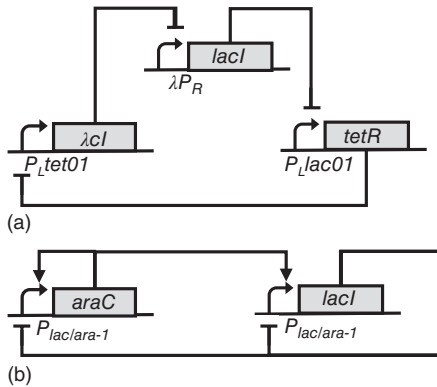 lacI
λP_R
λcI
tetR
P_Ltet01
P_Llac01
(a)
araC
lacI
P_lac/ara-1
P_lac/ara-1
(b)